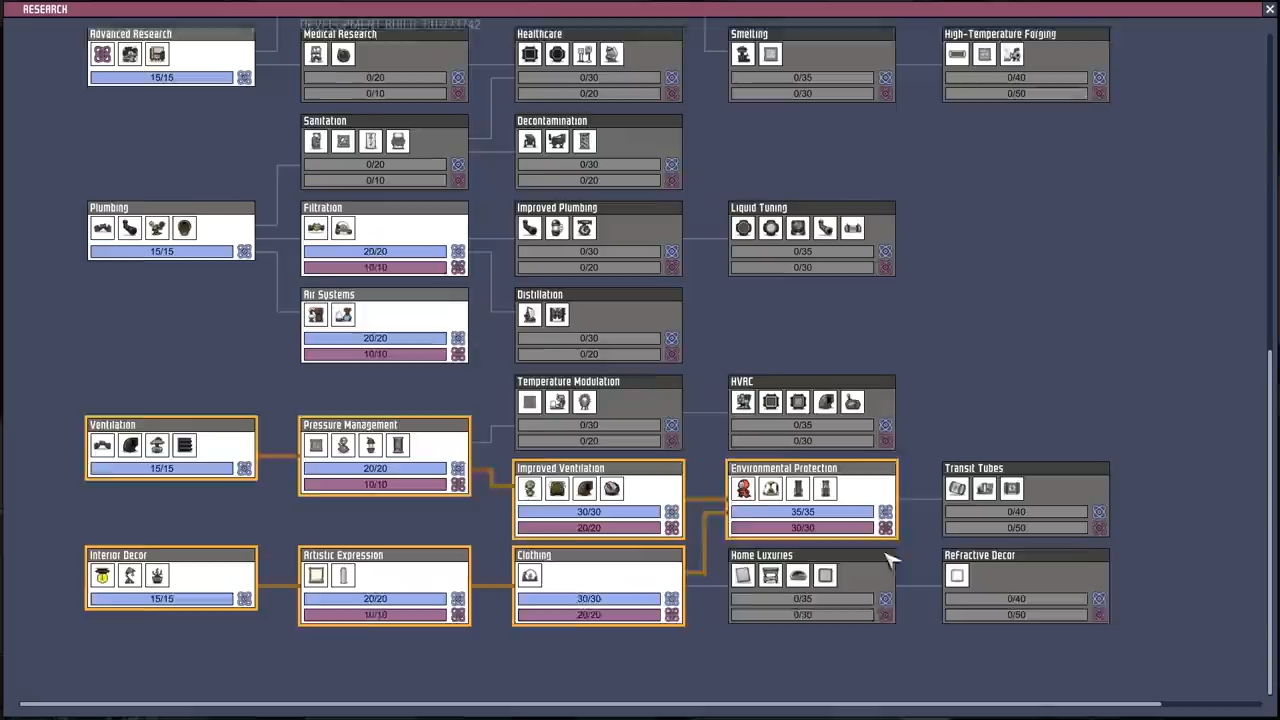 RESEARCH
Advanced Research
15/15
Medical Research
0/20
0/10
Healthcare
0/30
0/20
Smelting
0/35
0/30
High-Temperature Forging
0/40
0/50
Sanitation
0/20
0/10
Decontamination
0/30
0/20
Plumbing
15/15
Filtration
20/20
10/10
Improved Plumbing
0/30
0/20
Liquid Tuning
0/35
0/30
Air Systems
20/20
10/10
Distillation
0/30
0/20
Temperature Modulation
0/30
0/20
HVAC
0/35
0/30
Ventilation
15/15
Pressure Management
20/20
10/10
Improved Ventilation
30/30
20/20
Environmental Protection
35/35
30/30
Transit Tubes
0/40
0/50
Interior Decor
15/15
Artistic Expression
20/20
10/10
Clothing
30/30
20/20
Home Luxuries
0/35
0/30
Refractive Decor
0/40
0/50